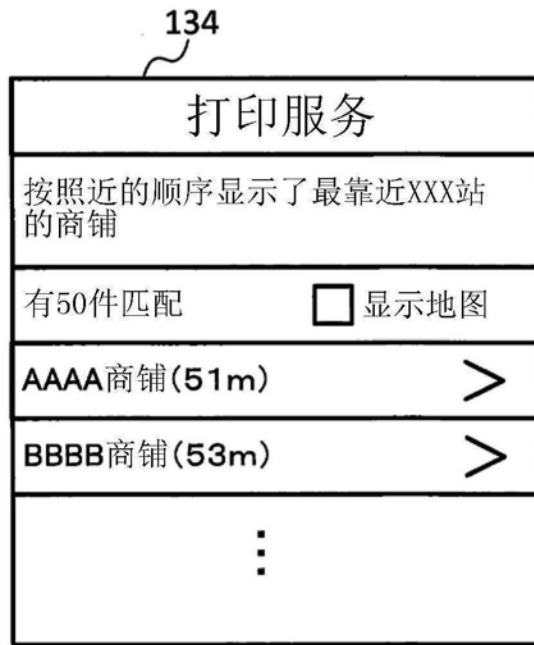 134
打印服务
按照近的顺序显示了最靠近XXX站
的商铺
有50件匹配 显示地图
AAAA商铺(51m) >
BBBB商铺(53m) >
⋮